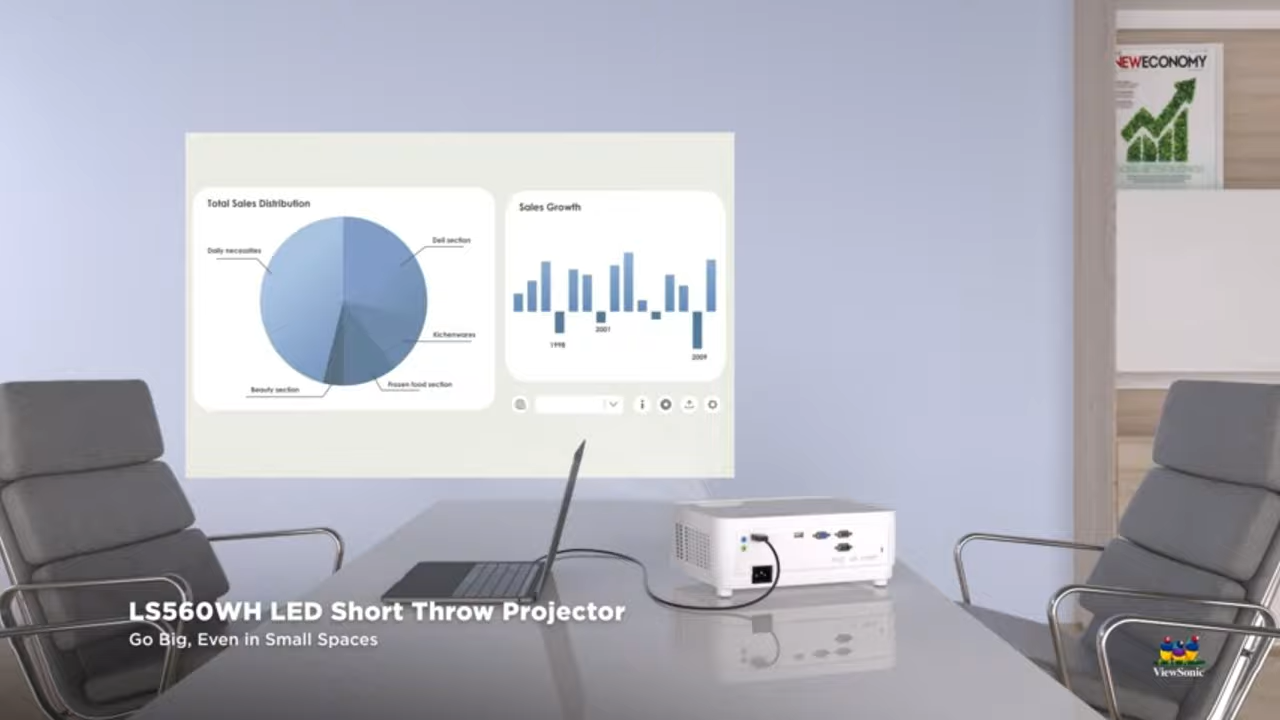 NEWECONOMY
Total Sales Distribution
Sales Growth
Daily necessities
Deli section
Kichenwares
Frozen food section
Beauty section
2001
1998
2009
LS560WH LED Short Throw Projector
Go Big, Even in Small Spaces
ViewSonic